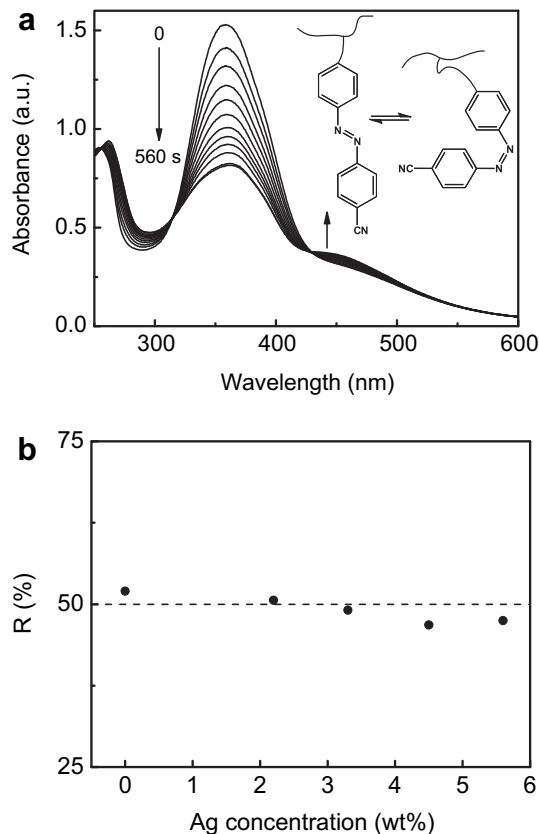 a
1.5
1.0
0.5
0.0
Absorbance (a.u.)
0
560 s
N
N
CN
NC
N
N
300
400
500
600
Wavelength (nm)
b
75
50
25
R (%)
0
1
2
3
4
5
6
Ag concentration (wt%)